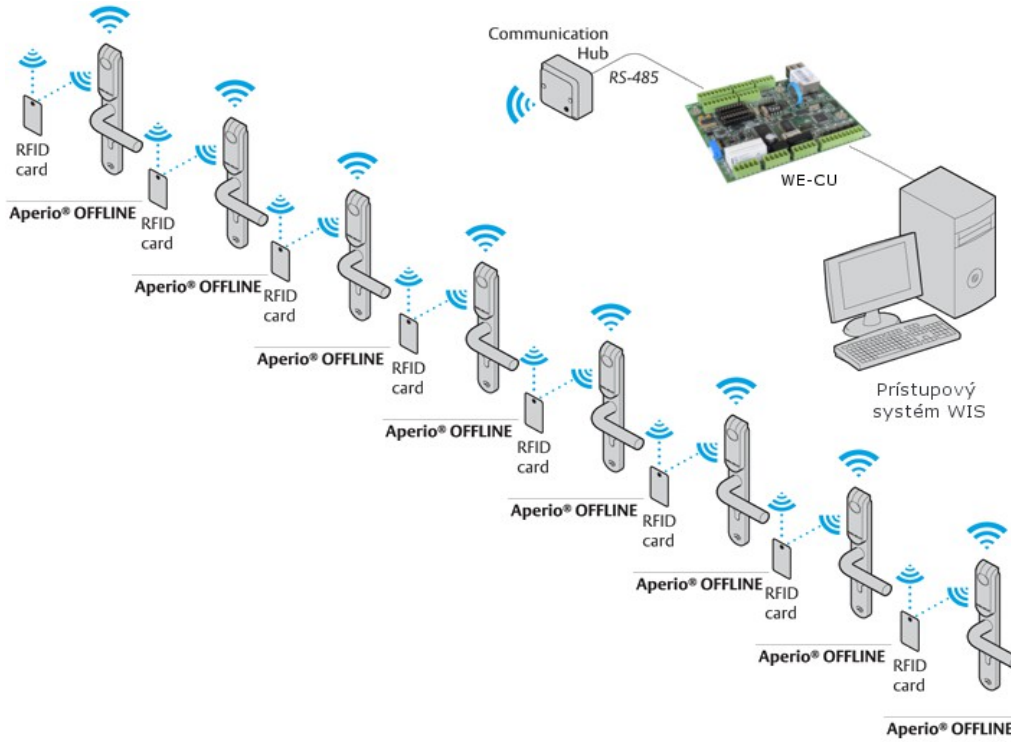 Communication
Hub
RS-485
WE-CU
Prístupový
systém WIS
RFID
card
Aperio® OFFLINE
RFID
card
Aperio® OFFLINE
RFID
card
Aperio® OFFLINE
RFID
card
Aperio® OFFLINE
RFID
card
Aperio® OFFLINE
RFID
card
Aperio® OFFLINE
RFID
card
Aperio® OFFLINE
RFID
card
Aperio® OFFLINE